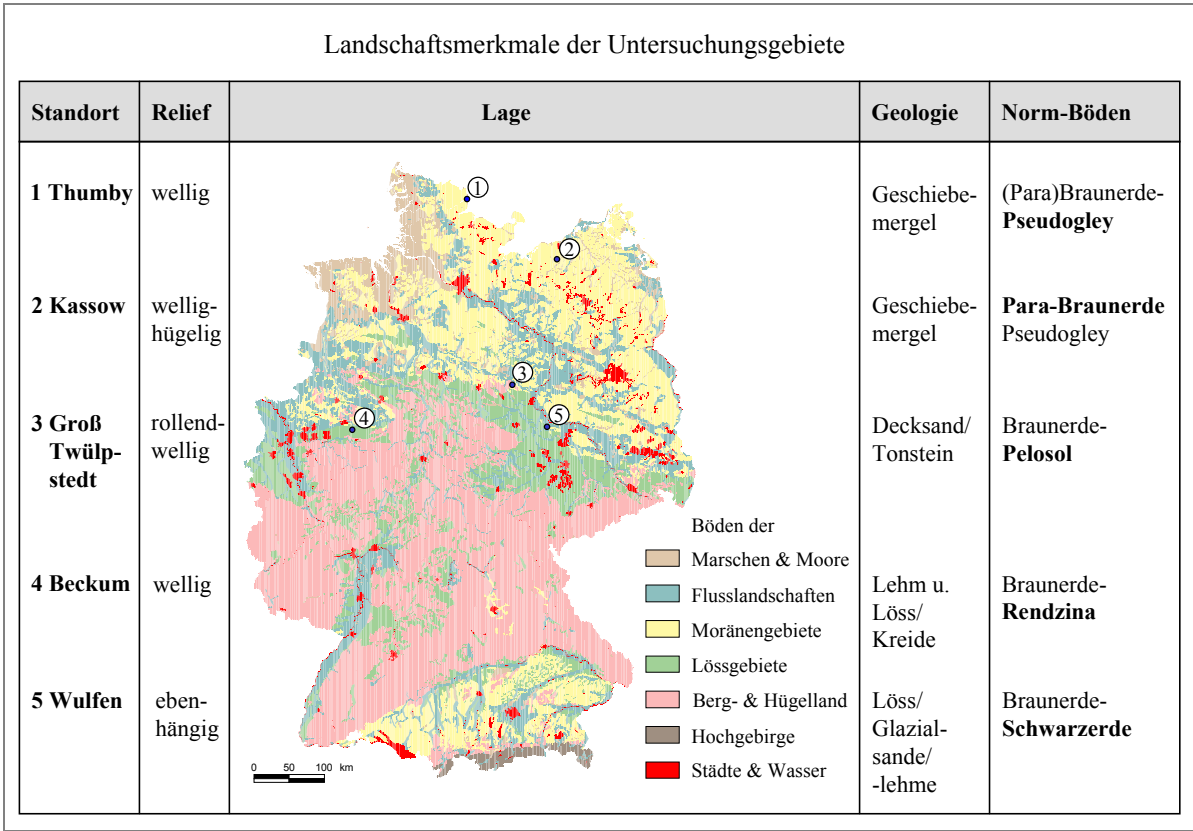 Landschaftsmerkmale der Untersuchungsgebiete
Standort Relief Lage Geologie Norm-Böden
1 Thumby wellig Geschiebe- (Para)Braunerde-
mergel Pseudogley
2 Kassow wellig- Geschiebe- Para-Braunerde
hügelig mergel Pseudogley
3 Groß rollend- Decksand/ Braunerde-
Twülp- wellig Tonstein Pelosol
stedt
4 Beckum wellig Lehm u. Braunerde-
Löss/ Rendzina
Kreide
5 Wulfen eben- Löss/ Braunerde-
hängig Glazial- Schwarzerde
sande/
-lehme
1
2
3
4
5
Böden der
Marschen & Moore
Flusslandschaften
Moränengebiete
Lössgebiete
Berg- & Hügelland
Hochgebirge
Städte & Wasser
0 50 100 km